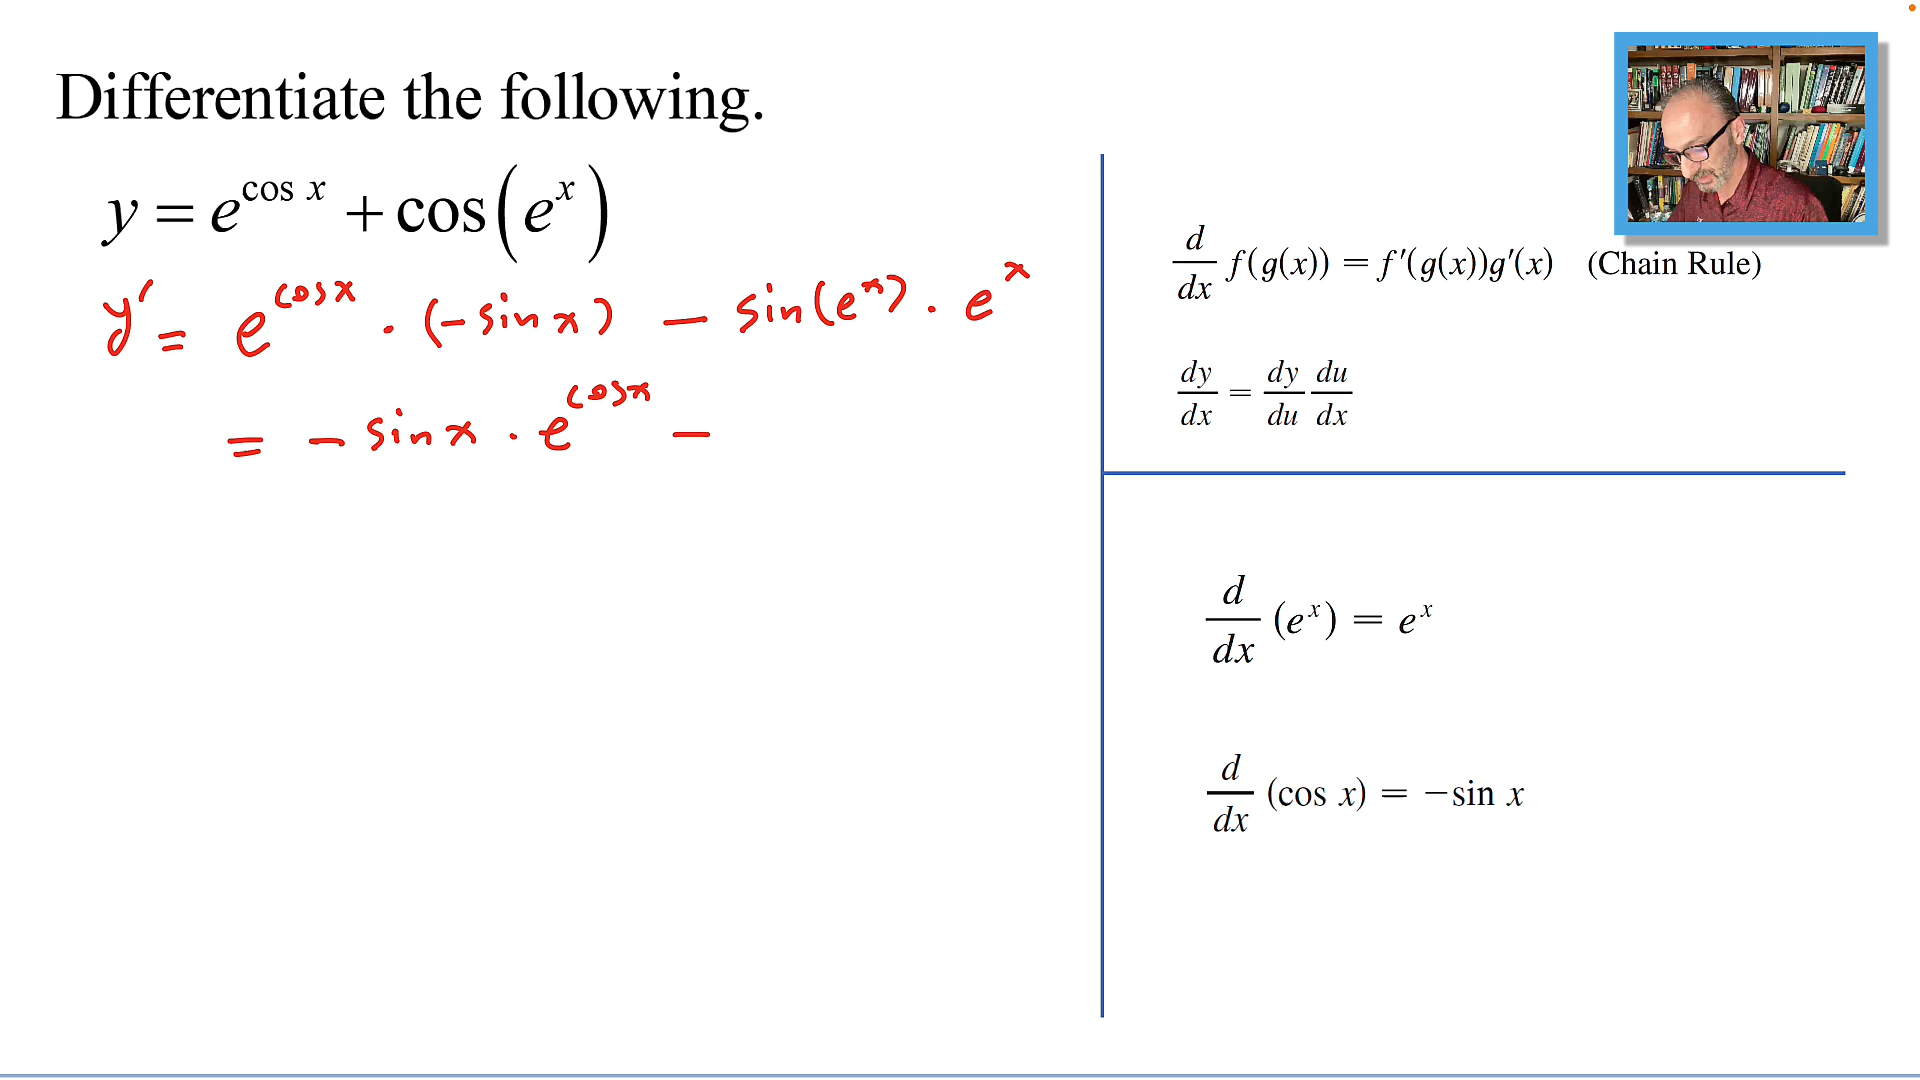 Differentiate the following.
y = e^{cos x} + cos(e^x)
y' = e^{cos x} · (- sin x) - sin(e^x) · e^x
= - sin x · e^{cos x} -
d/dx f(g(x)) = f'(g(x))g'(x) (Chain Rule)
dy/dx = dy/du du/dx
d/dx (e^x) = e^x
d/dx (cos x) = -sin x